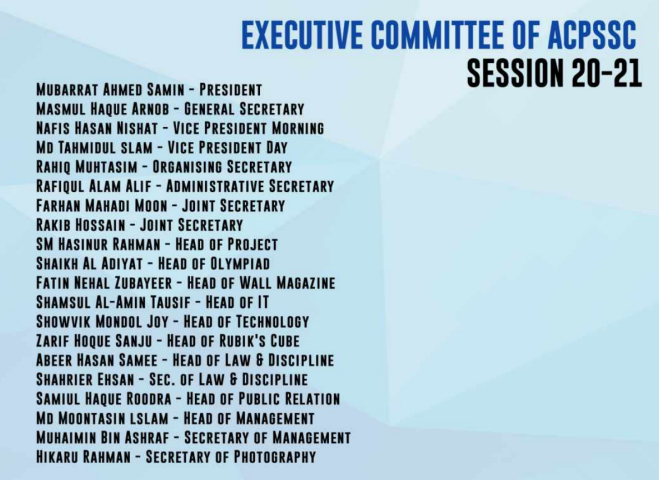 EXECUTIVE COMMITTEE OF ACPSSC
SESSION 20-21
MUBARRAT AHMED SAMIN - PRESIDENT
MASMUL HAQUE ARNOB - GENERAL SECRETARY
NAFIS HASAN NISHAT - VICE PRESIDENT MORNING
MD TAHMIDUL SLAM - VICE PRESIDENT DAY
RAHIQ MUHTASIM - ORGANISING SECRETARY
RAFIQUL ALAM ALIF - ADMINISTRATIVE SECRETARY
FARHAN MAHADI MOON - JOINT SECRETARY
RAKIB HOSSAIN - JOINT SECRETARY
SM HASINUR RAHMAN - HEAD OF PROJECT
SHAIKH AL ADIYAT - HEAD OF OLYMPIAD
FATIN NEHAL ZUBAYEER - HEAD OF WALL MAGAZINE
SHAMSUL AL-AMIN TAUSIF - HEAD OF IT
SHOWVIK MONDOL JOY - HEAD OF TECHNOLOGY
ZARIF HOQUE SANJU - HEAD OF RUBIK'S CUBE
ABEER HASAN SAMEE - HEAD OF LAW & DISCIPLINE
SHAHRIER EHSAN - SEC. OF LAW & DISCIPLINE
SAMIUL HAQUE ROODRA - HEAD OF PUBLIC RELATION
MD MOONTASIN LSLAM - HEAD OF MANAGEMENT
MUHAIMIN BIN ASHRAF - SECRETARY OF MANAGEMENT
HIKARU RAHMAN - SECRETARY OF PHOTOGRAPHY